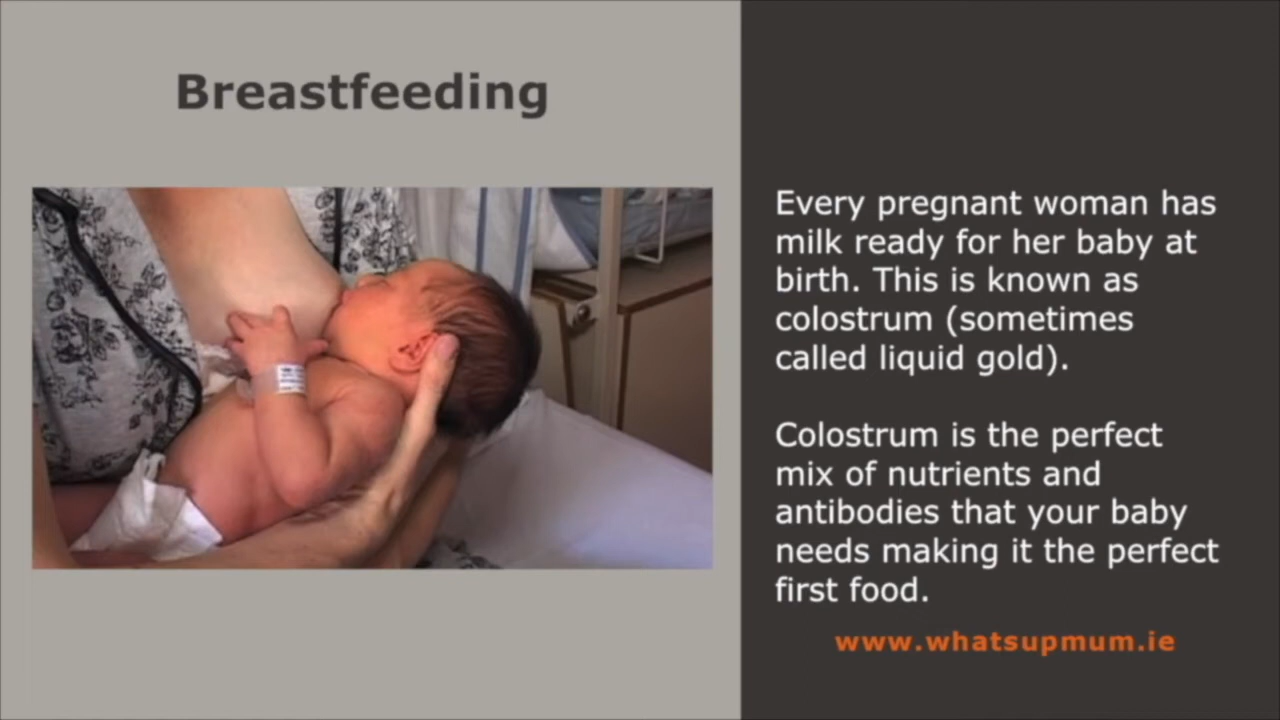 Breastfeeding
Every pregnant woman has
milk ready for her baby at
birth. This is known as
colostrum (sometimes
called liquid gold).
Colostrum is the perfect
mix of nutrients and
antibodies that your baby
needs making it the perfect
first food.
www.whatsupmum.ie